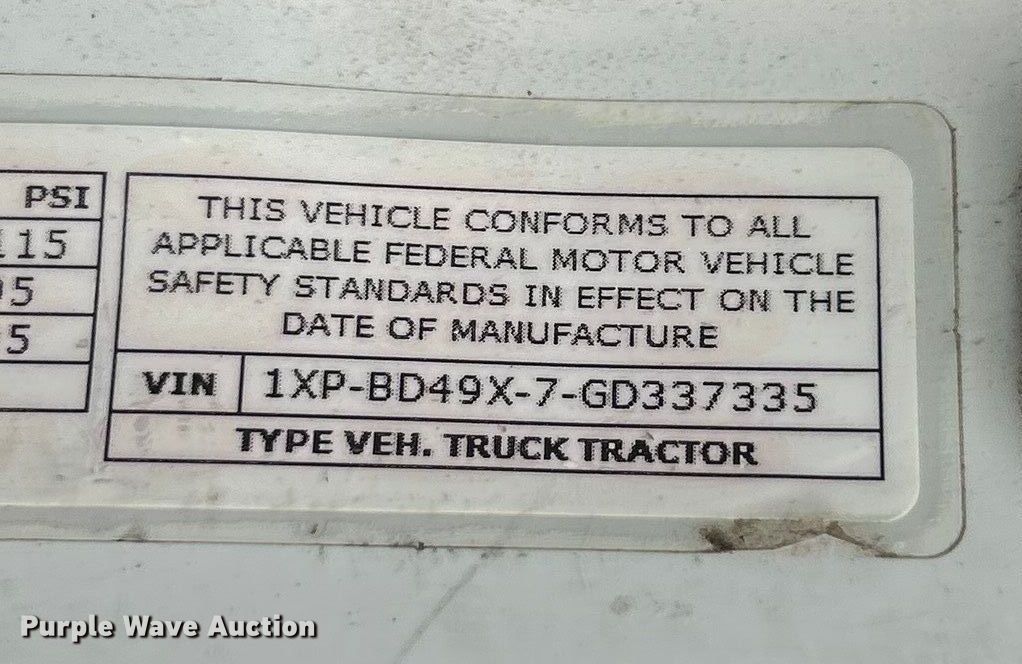 PSI
115
5
5
THIS VEHICLE CONFORMS TO ALL
APPLICABLE FEDERAL MOTOR VEHICLE
SAFETY STANDARDS IN EFFECT ON THE
DATE OF MANUFACTURE
VIN 1XP-BD49X-7-GD337335
TYPE VEH. TRUCK TRACTOR
Purple Wave Auction